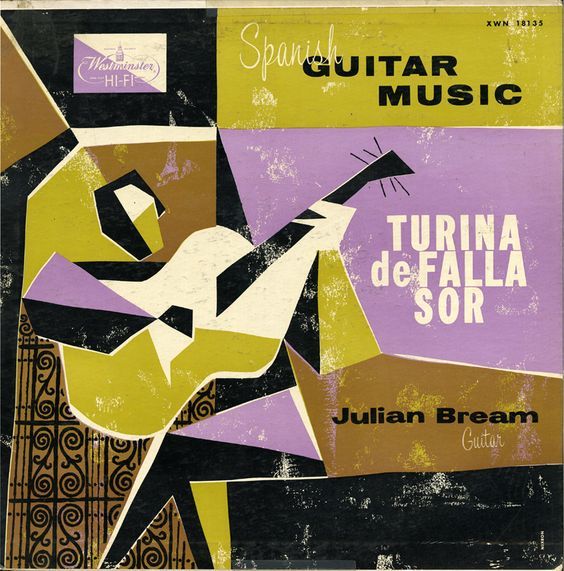 XWN 18135
Westminster
HI-FI
Spanish
GUITAR
MUSIC
TURINA
de FALLA
SOR
Julian Bream
Guitar